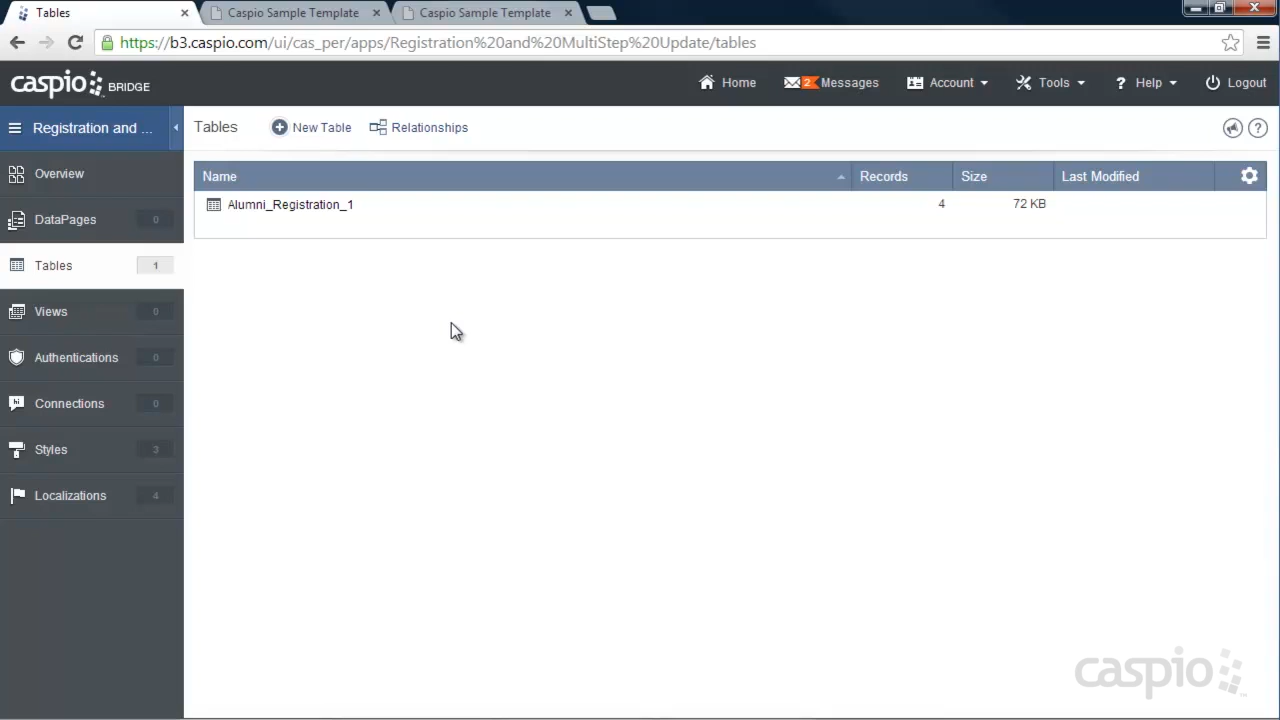 Tables
Caspio Sample Template
Caspio Sample Template
https://b3.caspio.com/ui/cas_per/apps/Registration%20and%20MultiStep%20Update/tables
caspio BRIDGE
Home
2 Messages
Account
Tools
? Help
Logout
Registration and ...
Tables
New Table
Relationships
?
Overview
DataPages 0
Tables 1
Views 0
Authentications 0
hi Connections 0
Styles 3
Localizations 4
Name Records Size Last Modified
Alumni_Registration_1 4 72 KB
caspio